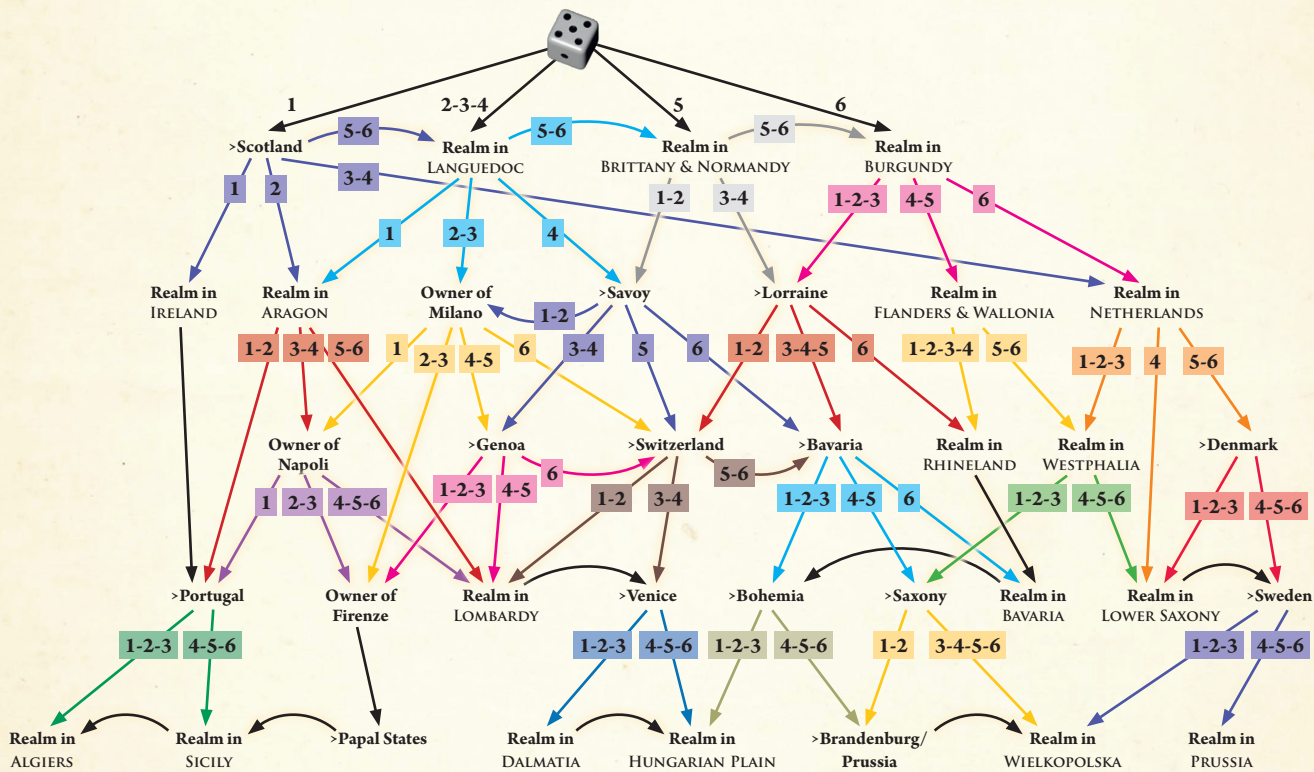 1
2-3-4
5
6
>Scotland
5-6
Realm in
LANGUEDOC
5-6
Realm in
BRITTANY & NORMANDY
5-6
Realm in
BURGUNDY
1
2
3-4
1
2-3
4
1-2
3-4
1-2-3
4-5
6
Realm in
IRELAND
Realm in
ARAGON
Owner of
Milano
1-2
>Savoy
>Lorraine
Realm in
FLANDERS & WALLONIA
Realm in
NETHERLANDS
1-2
3-4
5-6
1
2-3
4-5
6
3-4
5
6
1-2
3-4-5
6
1-2-3-4
5-6
1-2-3
4
5-6
Owner of
Napoli
>Genoa
6
>Switzerland
5-6
>Bavaria
Realm in
RHINELAND
Realm in
WESTPHALIA
>Denmark
1
2-3
4-5-6
1-2-3
4-5
1-2
3-4
1-2-3
4-5
6
1-2-3
4-5-6
1-2-3
4-5-6
>Portugal
Owner of
Firenze
Realm in
LOMBARDY
>Venice
>Bohemia
>Saxony
Realm in
BAVARIA
Realm in
LOWER SAXONY
>Sweden
1-2-3
4-5-6
1-2-3
4-5-6
1-2-3
4-5-6
1-2
3-4-5-6
1-2-3
4-5-6
Realm in
ALGIERS
Realm in
SICILY
>Papal States
Realm in
DALMATIA
Realm in
HUNGARIAN PLAIN
>Brandenburg/
Prussia
Realm in
WIELKOPOLSKA
Realm in
PRUSSIA